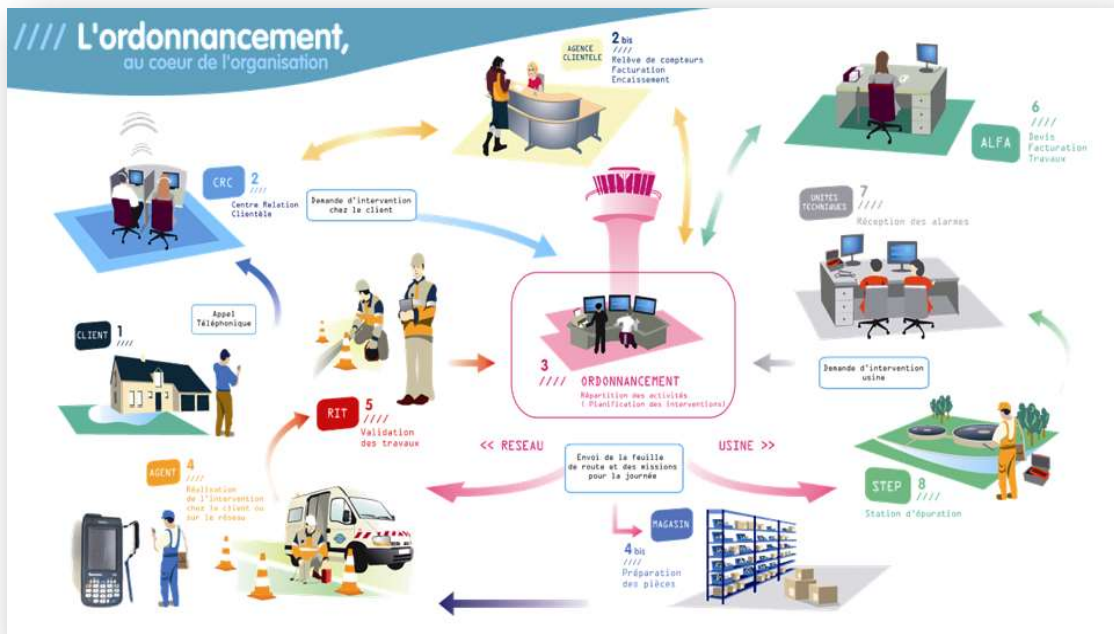 //// L'ordonnancement,
au coeur de l'organisation
AGENCE
CLIENTELE
2 bis
////
Relève de compteurs
Facturation
Encaissement
6
////
ALFA
Devis
Facturation
Travaux
CRC
2
////
Centre Relation
Clientèle
Demande d'intervention
chez le client
UNITES
TECHNIQUES
7
////
Réception des alarmes
Appel
Téléphonique
CLIENT
1
////
3
////
ORDONNANCEMENT
Répartition des activités
( Planification des interventions)
Demande d'intervention
usine
RIT
5
////
Validation
des travaux
<< RESEAU
USINE >>
Envoi de la feuille
de route et des missions
pour la journée
AGENT
4
////
Réalisation
de l'intervention
chez le client ou
sur le réseau
STEP
8
////
Station d'épuration
MAGASIN
4 bis
////
Préparation
des pièces